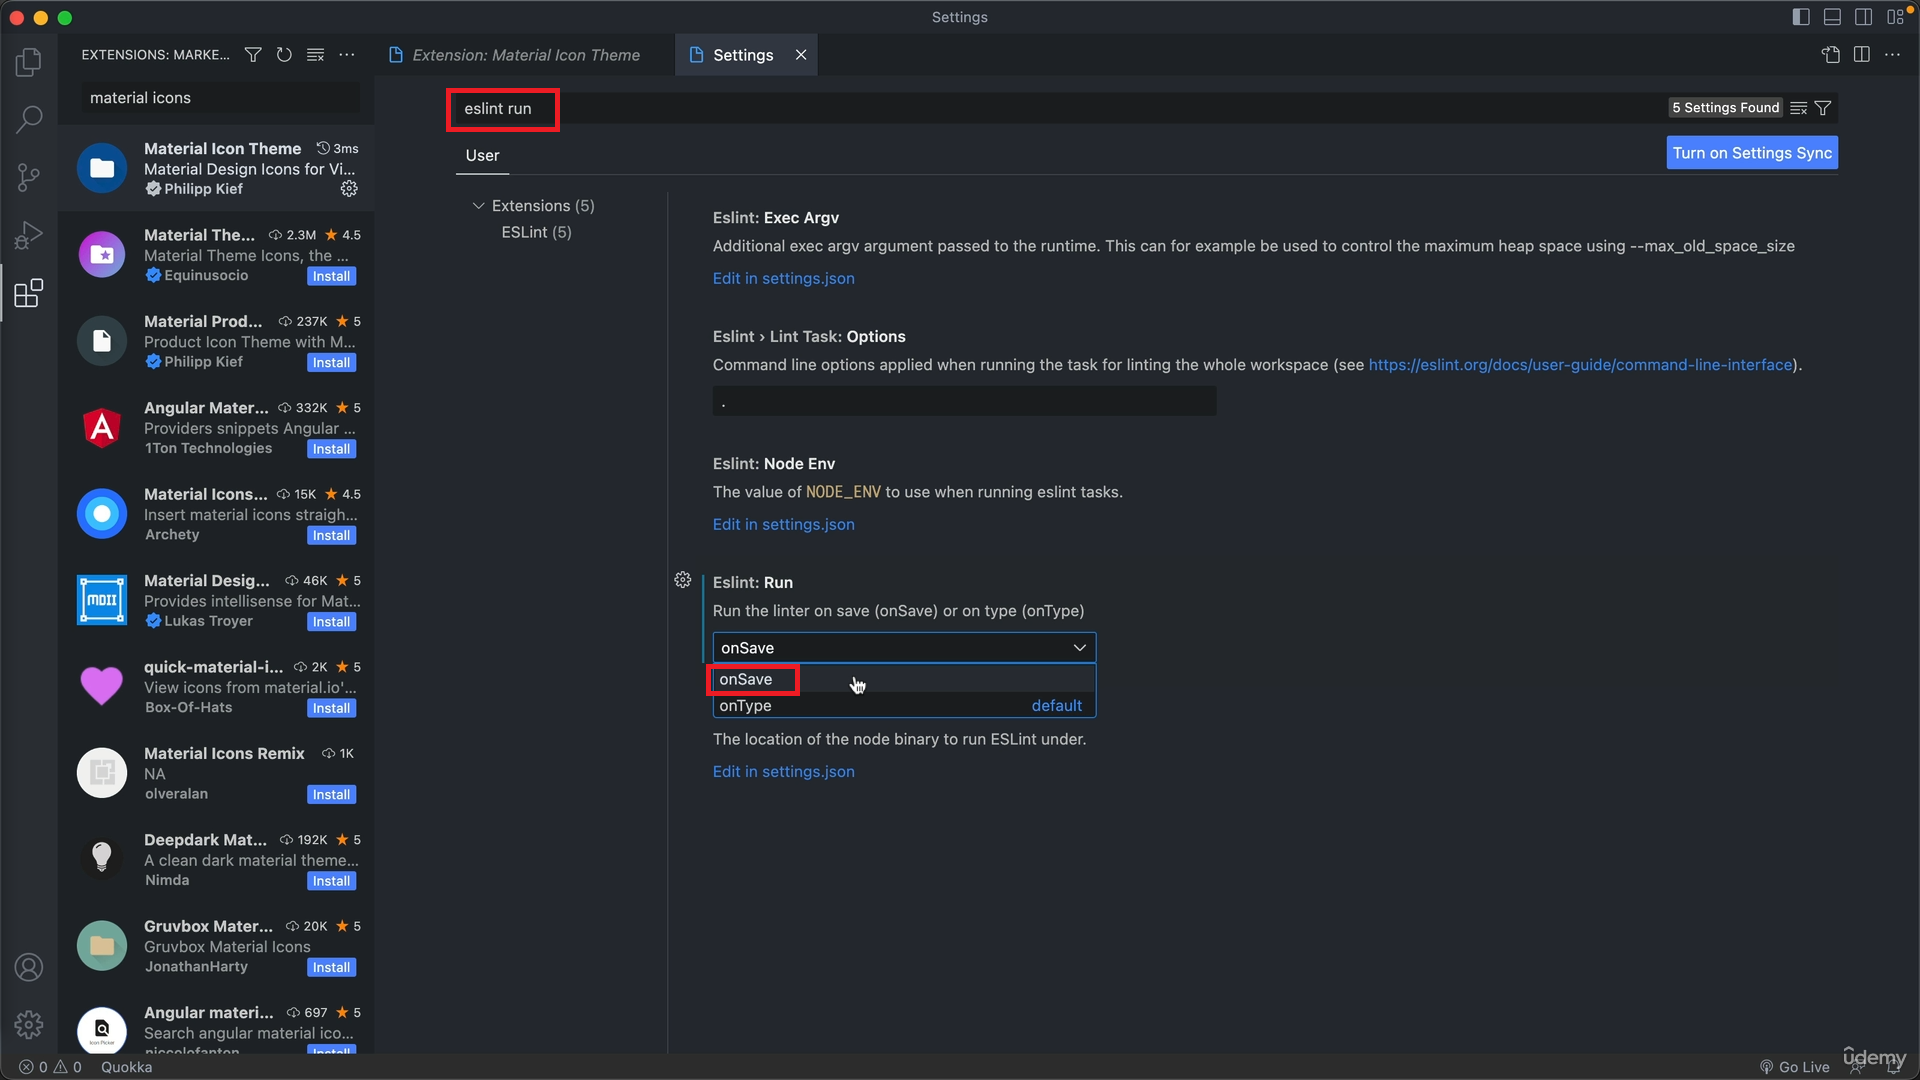 Settings
EXTENSIONS: MARKE...
material icons
Material Icon Theme 3ms
Material Design Icons for Vi...
Philipp Kief
Material The... 2.3M ★ 4.5
Material Theme Icons, the ...
Equinusocio Install
Material Prod... 237K ★ 5
Product Icon Theme with M...
Philipp Kief Install
Angular Mater... 332K ★ 5
Providers snippets Angular ...
1Ton Technologies Install
Material Icons... 15K ★ 4.5
Insert material icons straigh...
Archety Install
MDII
Material Desig... 46K ★ 5
Provides intellisense for Mat...
Lukas Troyer Install
quick-material-i... 2K ★ 5
View icons from material.io'...
Box-Of-Hats Install
Material Icons Remix 1K
NA
olveralan Install
Deepdark Mat... 192K ★ 5
A clean dark material theme...
Nimda Install
Gruvbox Mater... 20K ★ 5
Gruvbox Material Icons
JonathanHarty Install
Icon Picker
Angular materi... 697 ★ 5
Search angular material ico...
niccolofanton Install
Extension: Material Icon Theme
Settings
eslint run
5 Settings Found
User
Turn on Settings Sync
Extensions (5)
ESLint (5)
Eslint: Exec Argv
Additional exec argv argument passed to the runtime. This can for example be used to control the maximum heap space using --max_old_space_size
Edit in settings.json
Eslint › Lint Task: Options
Command line options applied when running the task for linting the whole workspace (see https://eslint.org/docs/user-guide/command-line-interface).
.
Eslint: Node Env
The value of NODE_ENV to use when running eslint tasks.
Edit in settings.json
Eslint: Run
Run the linter on save (onSave) or on type (onType)
onSave
onSave
onType default
The location of the node binary to run ESLint under.
Edit in settings.json
0 0 Quokka
Go Live
udemy